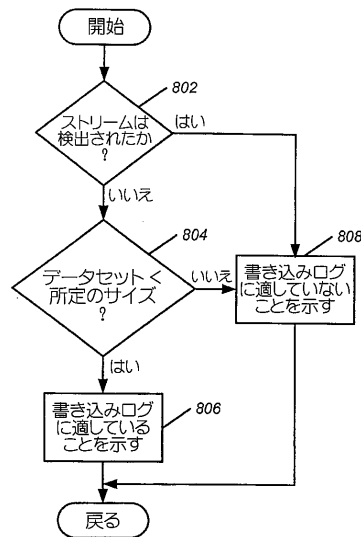 開始
802
ストリームは
検出されたか
?
はい
いいえ
804
データセット <
所定のサイズ
?
いいえ
808
書き込みログ
に適していない
ことを示す
はい
書き込みログ
に適している
ことを示す
806
戻る